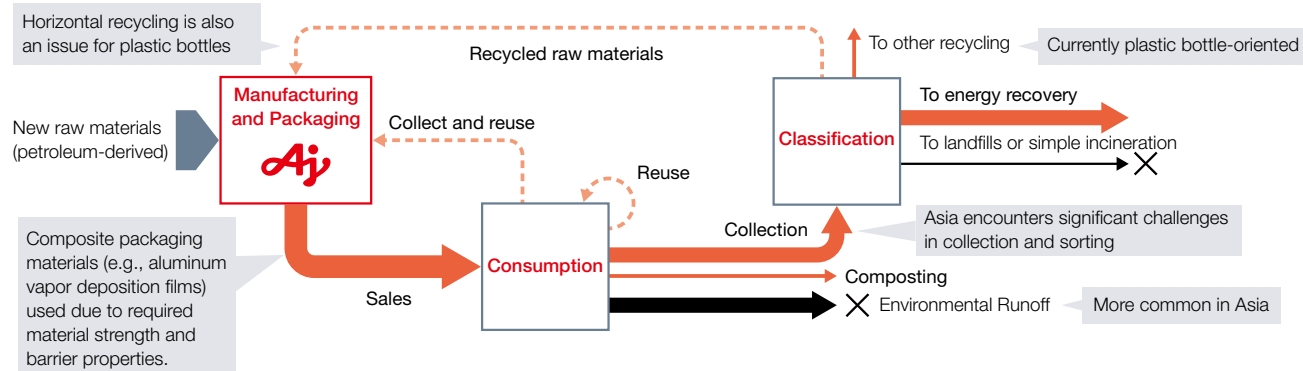 Horizontal recycling is also
an issue for plastic bottles
Recycled raw materials
To other recycling
Currently plastic bottle-oriented
Manufacturing
and Packaging
Aj
New raw materials
(petroleum-derived)
Collect and reuse
Reuse
Classification
To energy recovery
To landfills or simple incineration
Composite packaging
materials (e.g., aluminum
vapor deposition films)
used due to required
material strength and
barrier properties.
Sales
Consumption
Collection
Asia encounters significant challenges
in collection and sorting
Composting
Environmental Runoff
More common in Asia